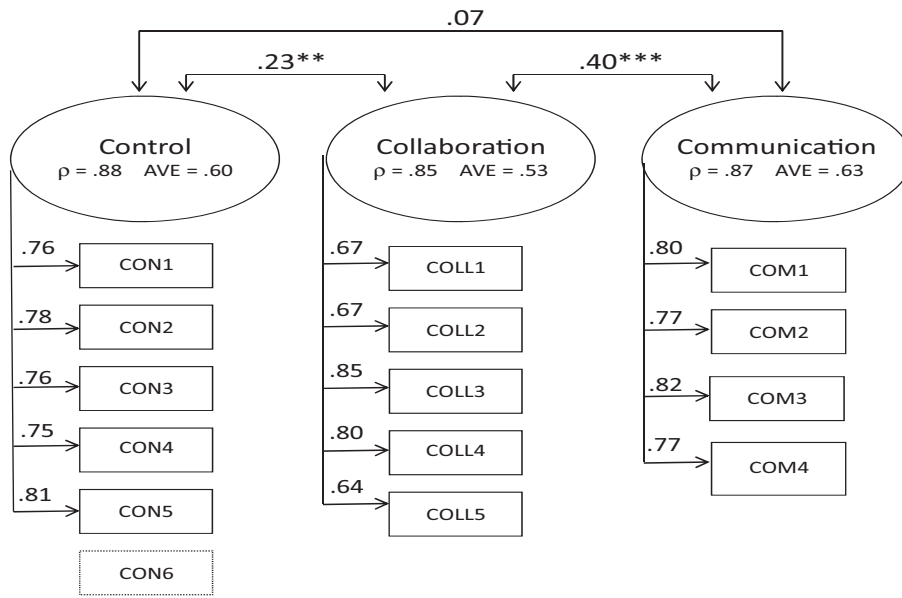 .07
.23**
.40***
Control
ρ = .88 AVE = .60
Collaboration
ρ = .85 AVE = .53
Communication
ρ = .87 AVE = .63
.76
CON1
.78
CON2
.76
CON3
.75
CON4
.81
CON5
CON6
.67
COLL1
.67
COLL2
.85
COLL3
.80
COLL4
.64
COLL5
.80
COM1
.77
COM2
.82
COM3
.77
COM4